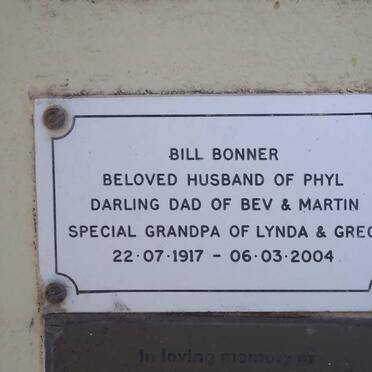 BILL BONNER
BELOVED HUSBAND OF PHYL
DARLING DAD OF BEV & MARTIN
SPECIAL GRANDPA OF LYNDA & GREG
22·07·1917 - 06·03·2004
In loving memory of